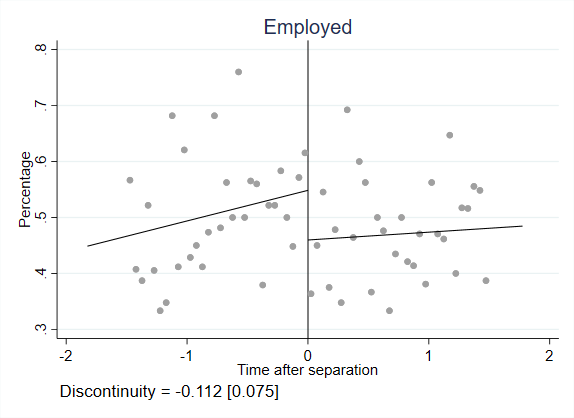 Employed
.8
.7
.6
.5
.4
.3
Percentage
-2 -1 0 1 2
Time after separation
Discontinuity = -0.112 [0.075]